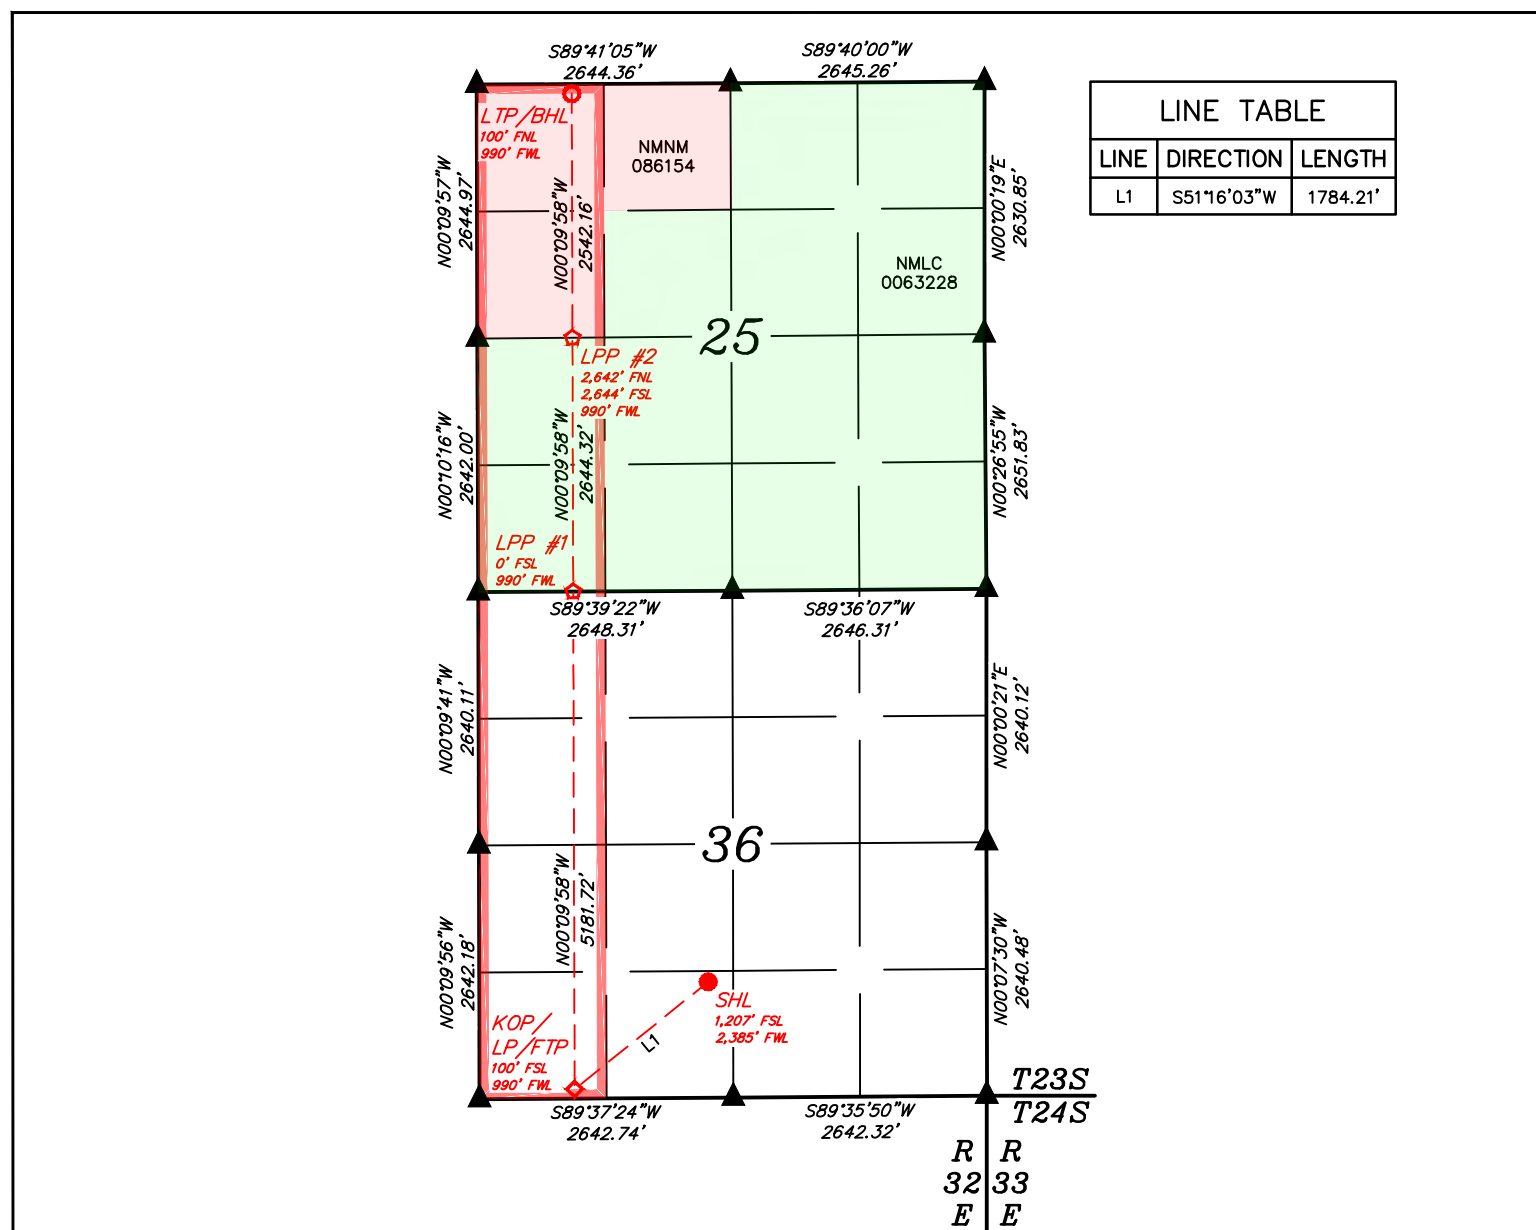 S89°41'05"W
2644.36'
S89°40'00"W
2645.26'
LINE TABLE
LINE DIRECTION LENGTH
L1 S51°16'03"W 1784.21'
LTP/BHL
100' FNL
990' FWL
NMNM
086154
N00°09'57"W
2644.97'
N00°09'58"W
2542.16'
N00°00'19"E
2630.85'
NMLC
0063228
25
LPP #2
2,642' FNL
2,644' FSL
990' FWL
N00°10'16"W
2642.00'
N00°09'58"W
2644.32'
N00°26'55"W
2651.83'
LPP #1
0' FSL
990' FWL
S89°39'22"W
2648.31'
S89°36'07"W
2646.31'
N00°09'41"W
2640.11'
N00°00'21"E
2640.12'
36
N00°09'58"W
5181.72'
N00°09'56"W
2642.18'
N00°07'30"W
2640.48'
SHL
1,207' FSL
2,385' FWL
L1
KOP/
LP/FTP
100' FSL
990' FWL
S89°37'24"W
2642.74'
S89°35'50"W
2642.32'
T23S
T24S
R R
32 33
E E